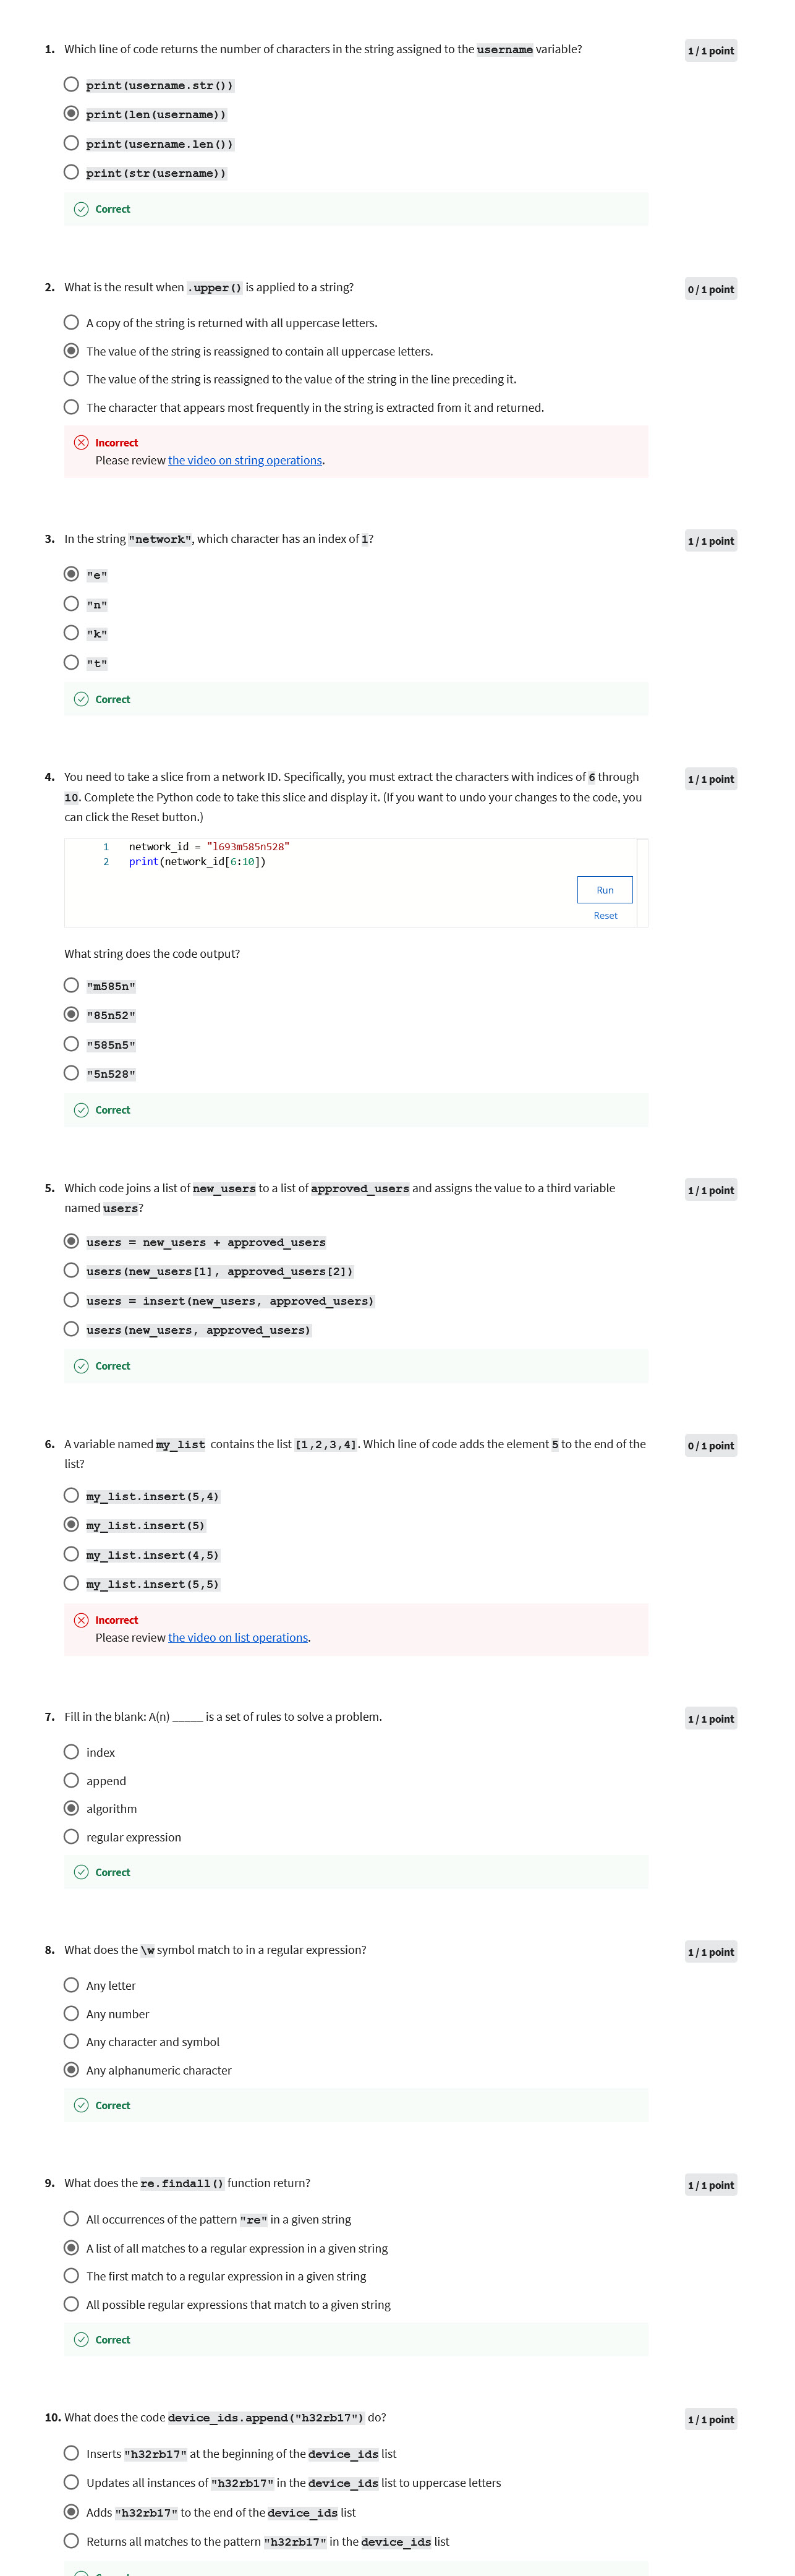 1. Which line of code returns the number of characters in the string assigned to the username variable?
1 / 1 point
print(username.str())
print(len(username))
print(username.len())
print(str(username))
Correct
2. What is the result when .upper() is applied to a string?
0 / 1 point
A copy of the string is returned with all uppercase letters.
The value of the string is reassigned to contain all uppercase letters.
The value of the string is reassigned to the value of the string in the line preceding it.
The character that appears most frequently in the string is extracted from it and returned.
Incorrect
Please review the video on string operations.
3. In the string "network", which character has an index of 1?
1 / 1 point
"e"
"n"
"k"
"t"
Correct
4. You need to take a slice from a network ID. Specifically, you must extract the characters with indices of 6 through
1 / 1 point
10. Complete the Python code to take this slice and display it. (If you want to undo your changes to the code, you
can click the Reset button.)
1 network_id = "l693m585n528"
2 print(network_id[6:10])
Run
Reset
What string does the code output?
"m585n"
"85n52"
"585n5"
"5n528"
Correct
5. Which code joins a list of new_users to a list of approved_users and assigns the value to a third variable
1 / 1 point
named users?
users = new_users + approved_users
users(new_users[1], approved_users[2])
users = insert(new_users, approved_users)
users(new_users, approved_users)
Correct
6. A variable named my_list contains the list [1,2,3,4]. Which line of code adds the element 5 to the end of the
0 / 1 point
list?
my_list.insert(5,4)
my_list.insert(5)
my_list.insert(4,5)
my_list.insert(5,5)
Incorrect
Please review the video on list operations.
7. Fill in the blank: A(n) _____ is a set of rules to solve a problem.
1 / 1 point
index
append
algorithm
regular expression
Correct
8. What does the \w symbol match to in a regular expression?
1 / 1 point
Any letter
Any number
Any character and symbol
Any alphanumeric character
Correct
9. What does the re.findall() function return?
1 / 1 point
All occurrences of the pattern "re" in a given string
A list of all matches to a regular expression in a given string
The first match to a regular expression in a given string
All possible regular expressions that match to a given string
Correct
10. What does the code device_ids.append("h32rb17") do?
1 / 1 point
Inserts "h32rb17" at the beginning of the device_ids list
Updates all instances of "h32rb17" in the device_ids list to uppercase letters
Adds "h32rb17" to the end of the device_ids list
Returns all matches to the pattern "h32rb17" in the device_ids list